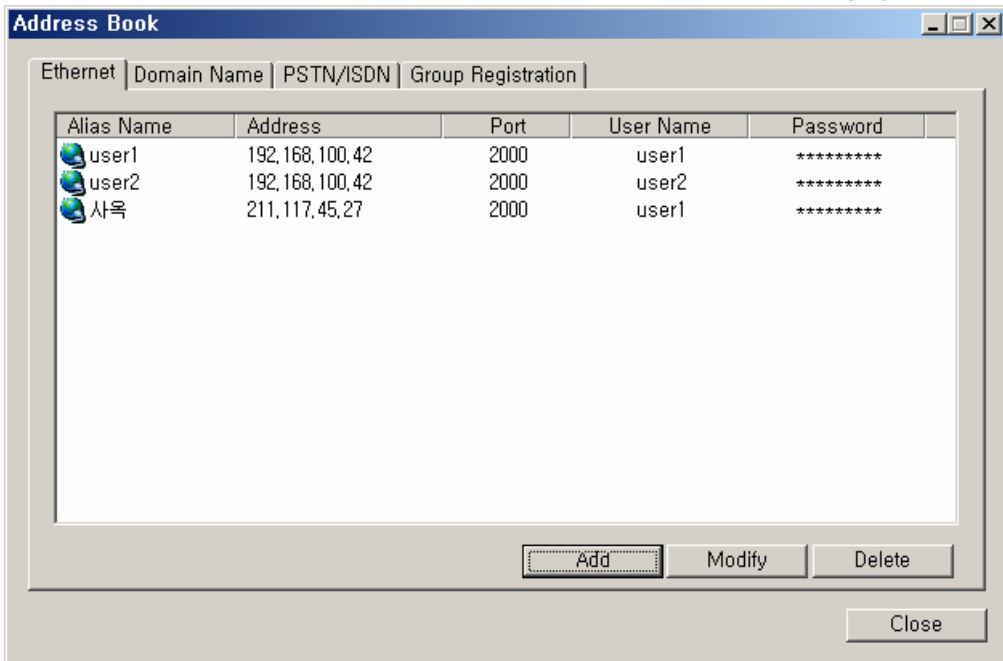 Address Book
Ethernet Domain Name PSTN/ISDN Group Registration
Alias Name Address Port User Name Password
user1 192,168,100,42 2000 user1 *********
user2 192,168,100,42 2000 user2 *********
사옥 211,117,45,27 2000 user1 *********
Add Modify Delete
Close